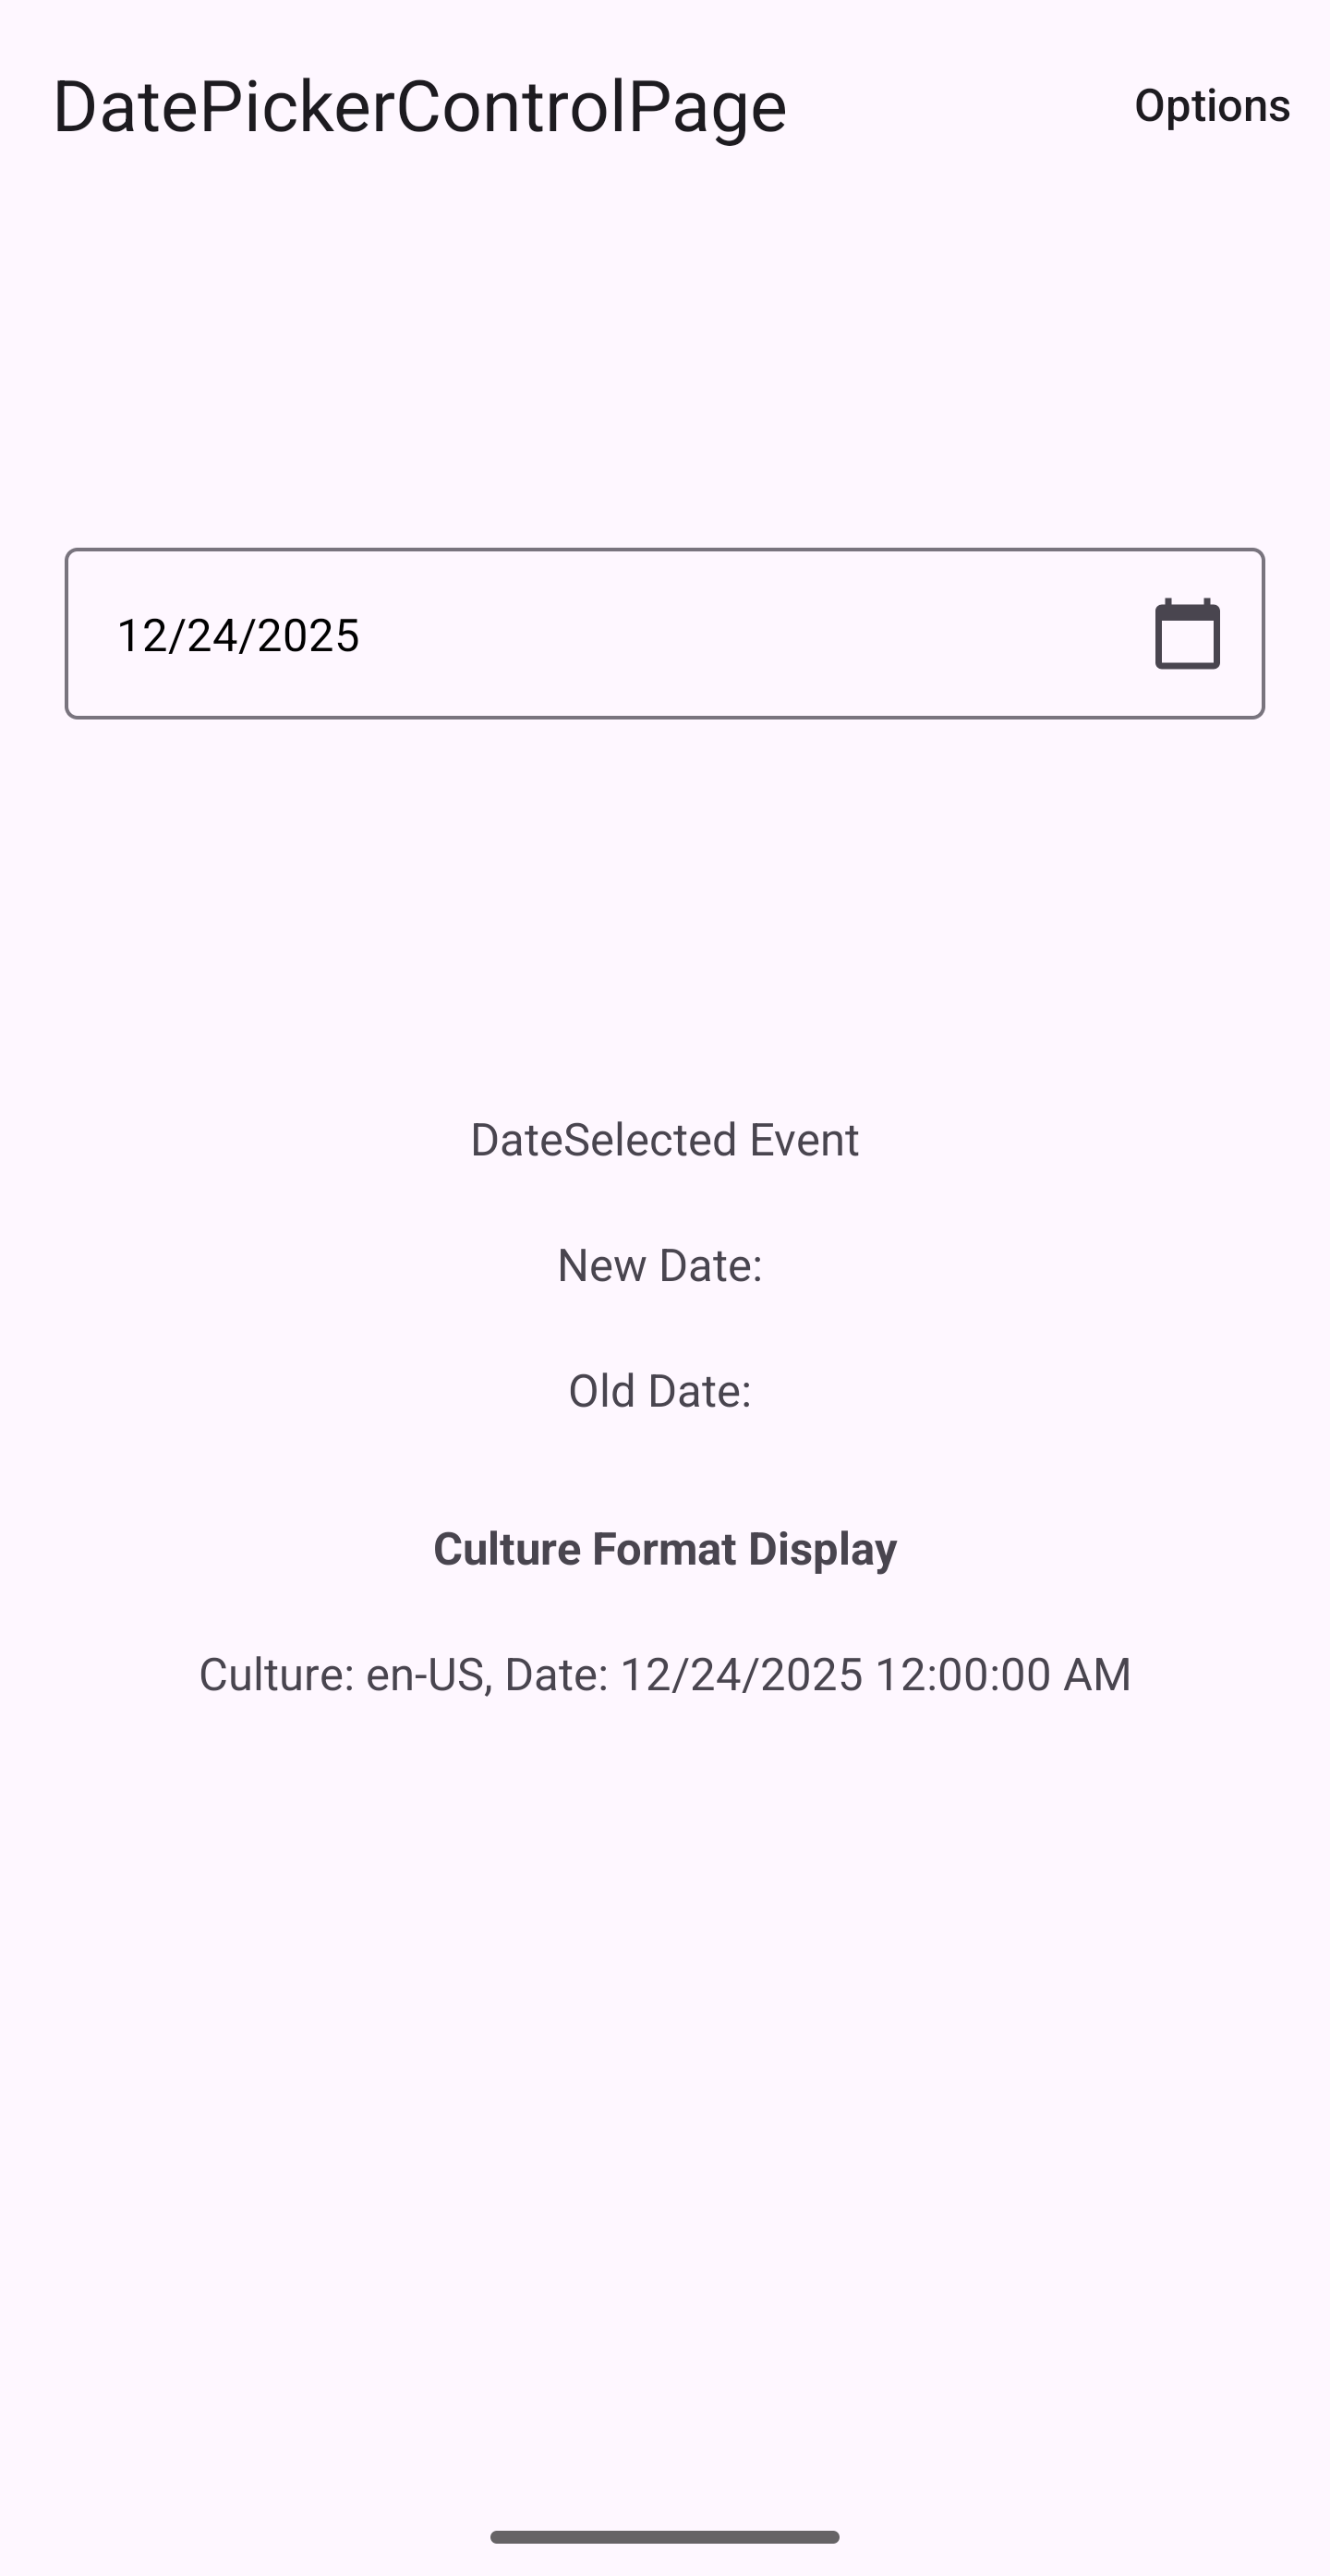 DatePickerControlPage
Options
12/24/2025
DateSelected Event
New Date:
Old Date:
Culture Format Display
Culture: en-US, Date: 12/24/2025 12:00:00 AM